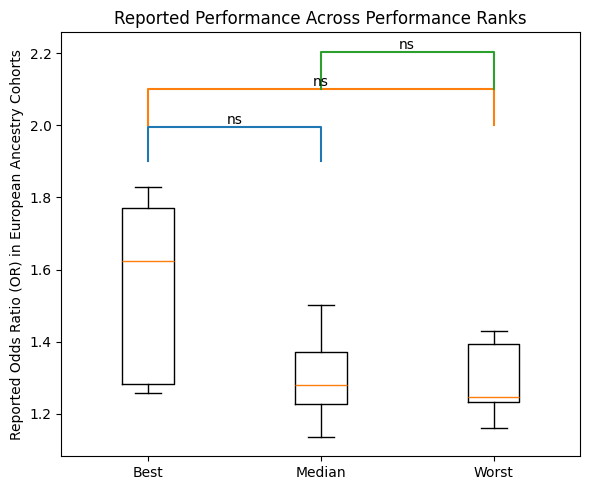 Reported Performance Across Performance Ranks
Reported Odds Ratio (OR) in European Ancestry Cohorts
2.2
2.0
1.8
1.6
1.4
1.2
ns
ns
ns
Best
Median
Worst